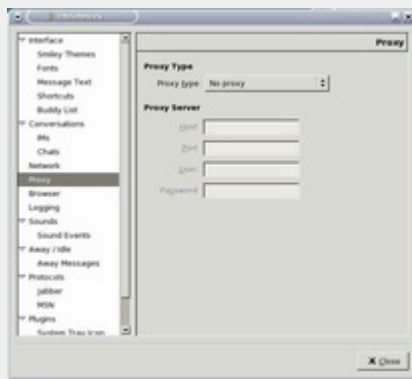 Preferences
Interface
Smiley Themes
Fonts
Message Text
Shortcuts
Buddy List
Conversations
IMs
Chats
Network
Proxy
Browser
Logging
Sounds
Sound Events
Away / Idle
Away Messages
Protocols
Jabber
MSN
Plugins
System Tray Icon
Proxy
Proxy Type
Proxy type: No proxy
Proxy Server
Host:
Port:
User:
Password:
Close